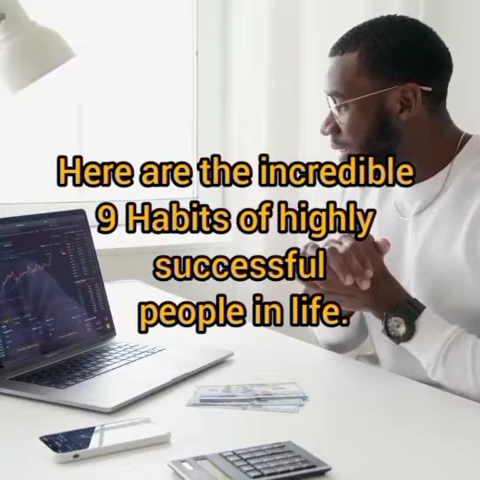 Here are the incredible
9 Habits of highly
successful
people in life.